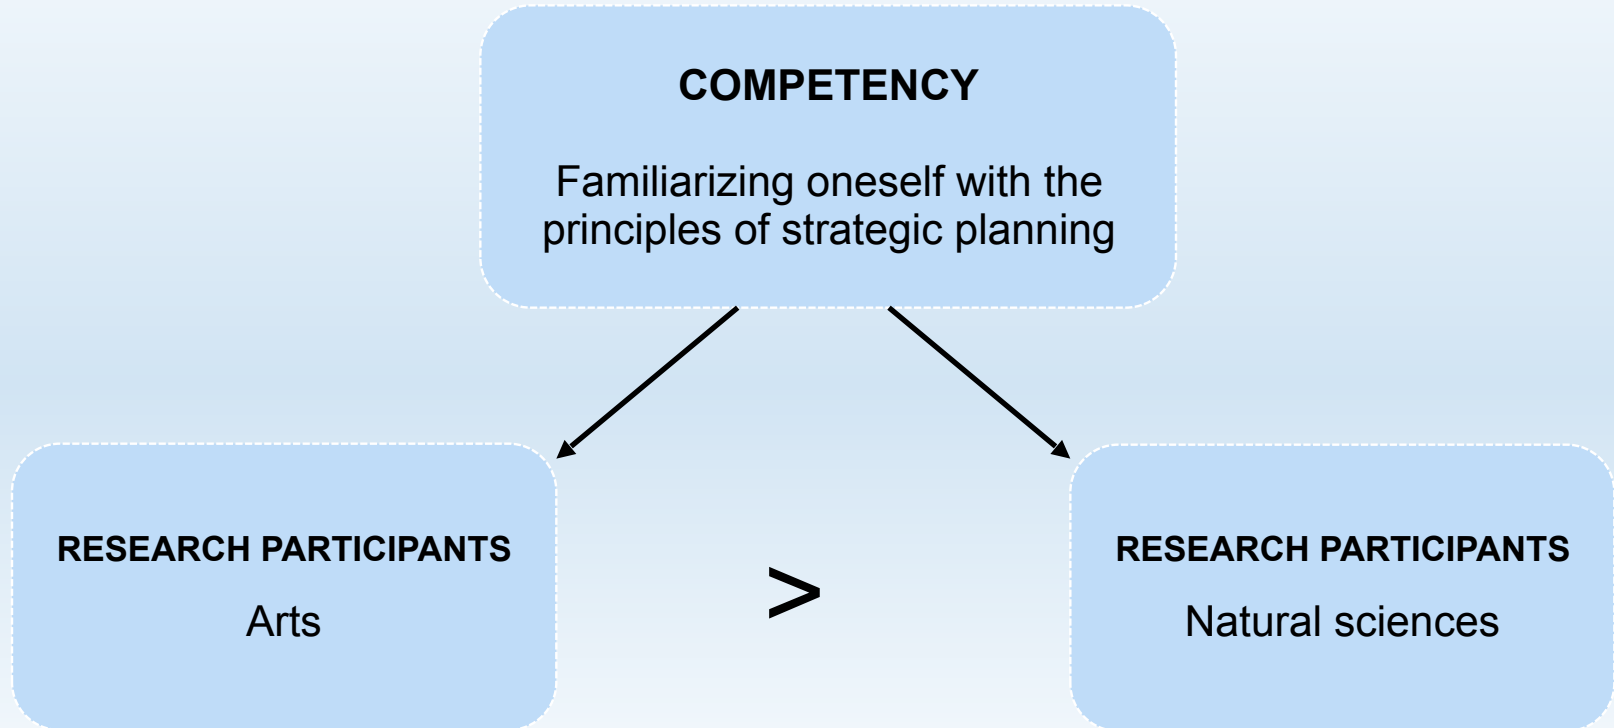 COMPETENCY
Familiarizing oneself with the
principles of strategic planning
RESEARCH PARTICIPANTS
Arts
>
RESEARCH PARTICIPANTS
Natural sciences